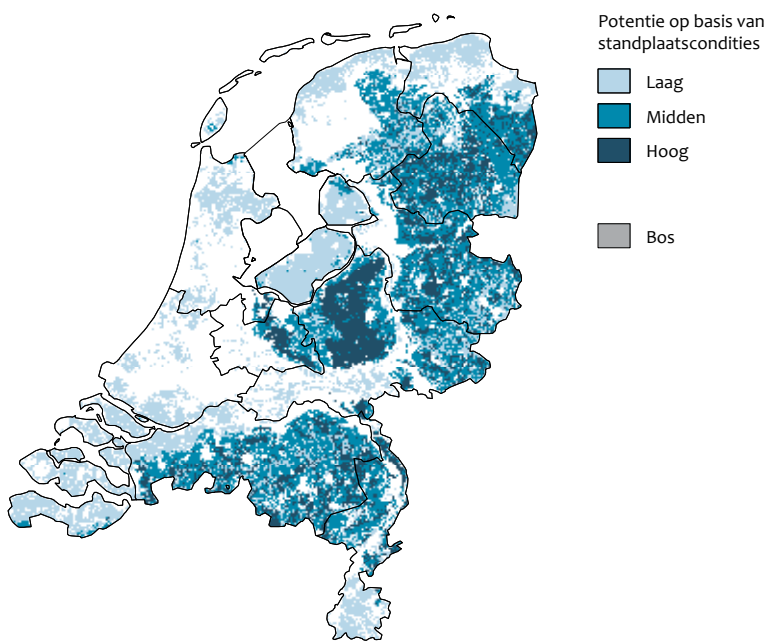 Potentie op basis van
standplaatscondities
Laag
Midden
Hoog
Bos